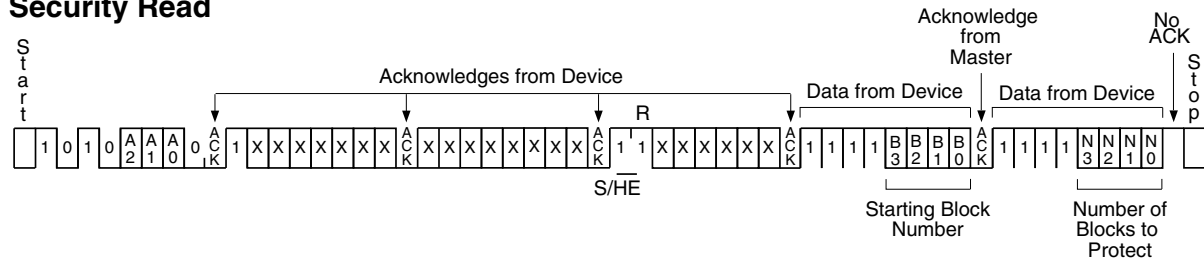 Security Read
Acknowledge from Master
No ACK
Start
Stop
Acknowledges from Device
Data from Device
Data from Device
R
1 0 1 0 A2 A1 A0 0 ACK 1 X X X X X X X ACK X X X X X X X X ACK 1 1 X X X X X X ACK 1 1 1 1 B3 B2 B1 B0 ACK 1 1 1 1 N3 N2 N1 N0
S/HE
Starting Block Number
Number of Blocks to Protect